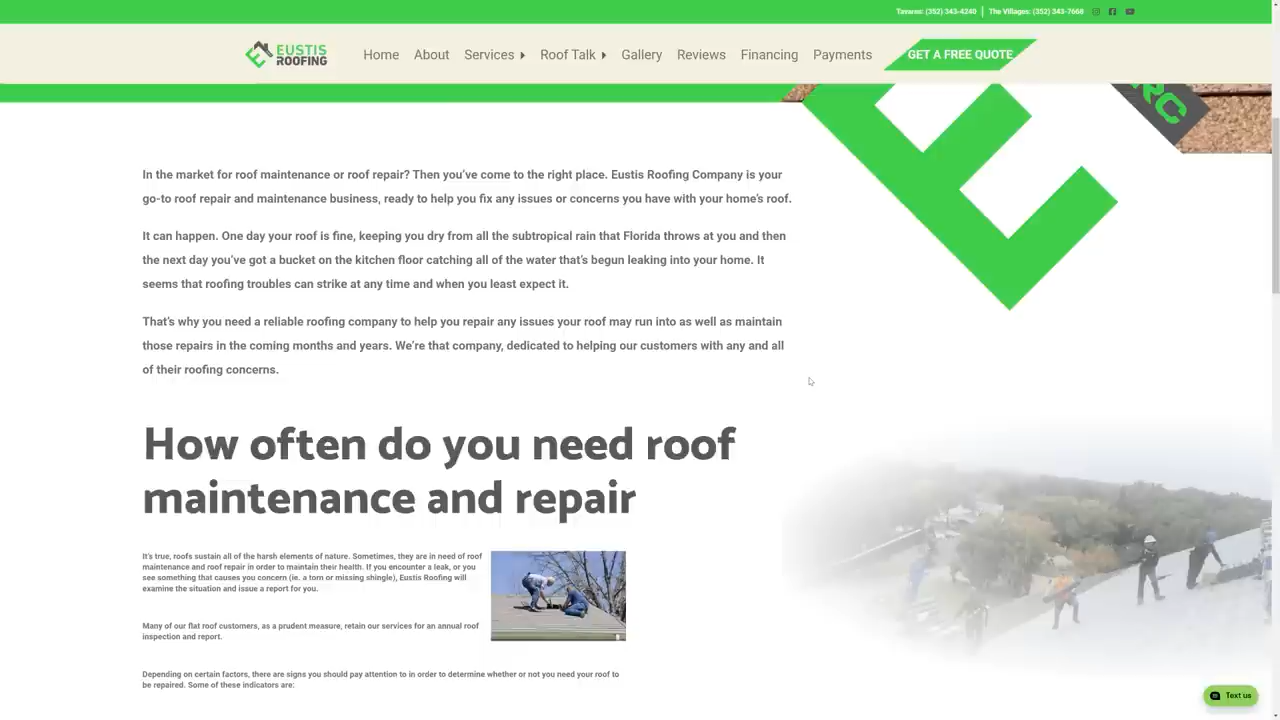 Tavares: (352) 343-4240 | The Villages: (352) 343-7668
EUSTIS
ROOFING
Home About Services Roof Talk Gallery Reviews Financing Payments GET A FREE QUOTE
In the market for roof maintenance or roof repair? Then you’ve come to the right place. Eustis Roofing Company is your
go-to roof repair and maintenance business, ready to help you fix any issues or concerns you have with your home’s roof.
It can happen. One day your roof is fine, keeping you dry from all the subtropical rain that Florida throws at you and then
the next day you’ve got a bucket on the kitchen floor catching all of the water that’s begun leaking into your home. It
seems that roofing troubles can strike at any time and when you least expect it.
That’s why you need a reliable roofing company to help you repair any issues your roof may run into as well as maintain
those repairs in the coming months and years. We’re that company, dedicated to helping our customers with any and all
of their roofing concerns.
How often do you need roof
maintenance and repair
It’s true, roofs sustain all of the harsh elements of nature. Sometimes, they are in need of roof
maintenance and roof repair in order to maintain their health. If you encounter a leak, or you
see something that causes you concern (ie. a torn or missing shingle), Eustis Roofing will
examine the situation and issue a report for you.
Many of our flat roof customers, as a prudent measure, retain our services for an annual roof
inspection and report.
Depending on certain factors, there are signs you should pay attention to in order to determine whether or not you need your roof to
be repaired. Some of these indicators are:
Text us